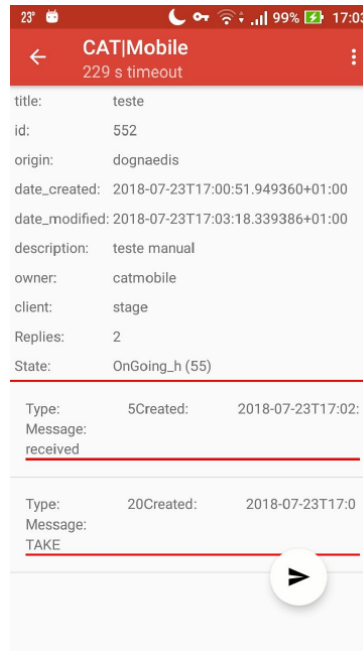 23° 99% 17:03
CAT|Mobile
229 s timeout
title: teste
id: 552
origin: dognaedis
date_created: 2018-07-23T17:00:51.949360+01:00
date_modified: 2018-07-23T17:03:18.339386+01:00
description: teste manual
owner: catmobile
client: stage
Replies: 2
State: OnGoing_h (55)
Type: 5Created: 2018-07-23T17:02:
Message:
received
Type: 20Created: 2018-07-23T17:0
Message:
TAKE